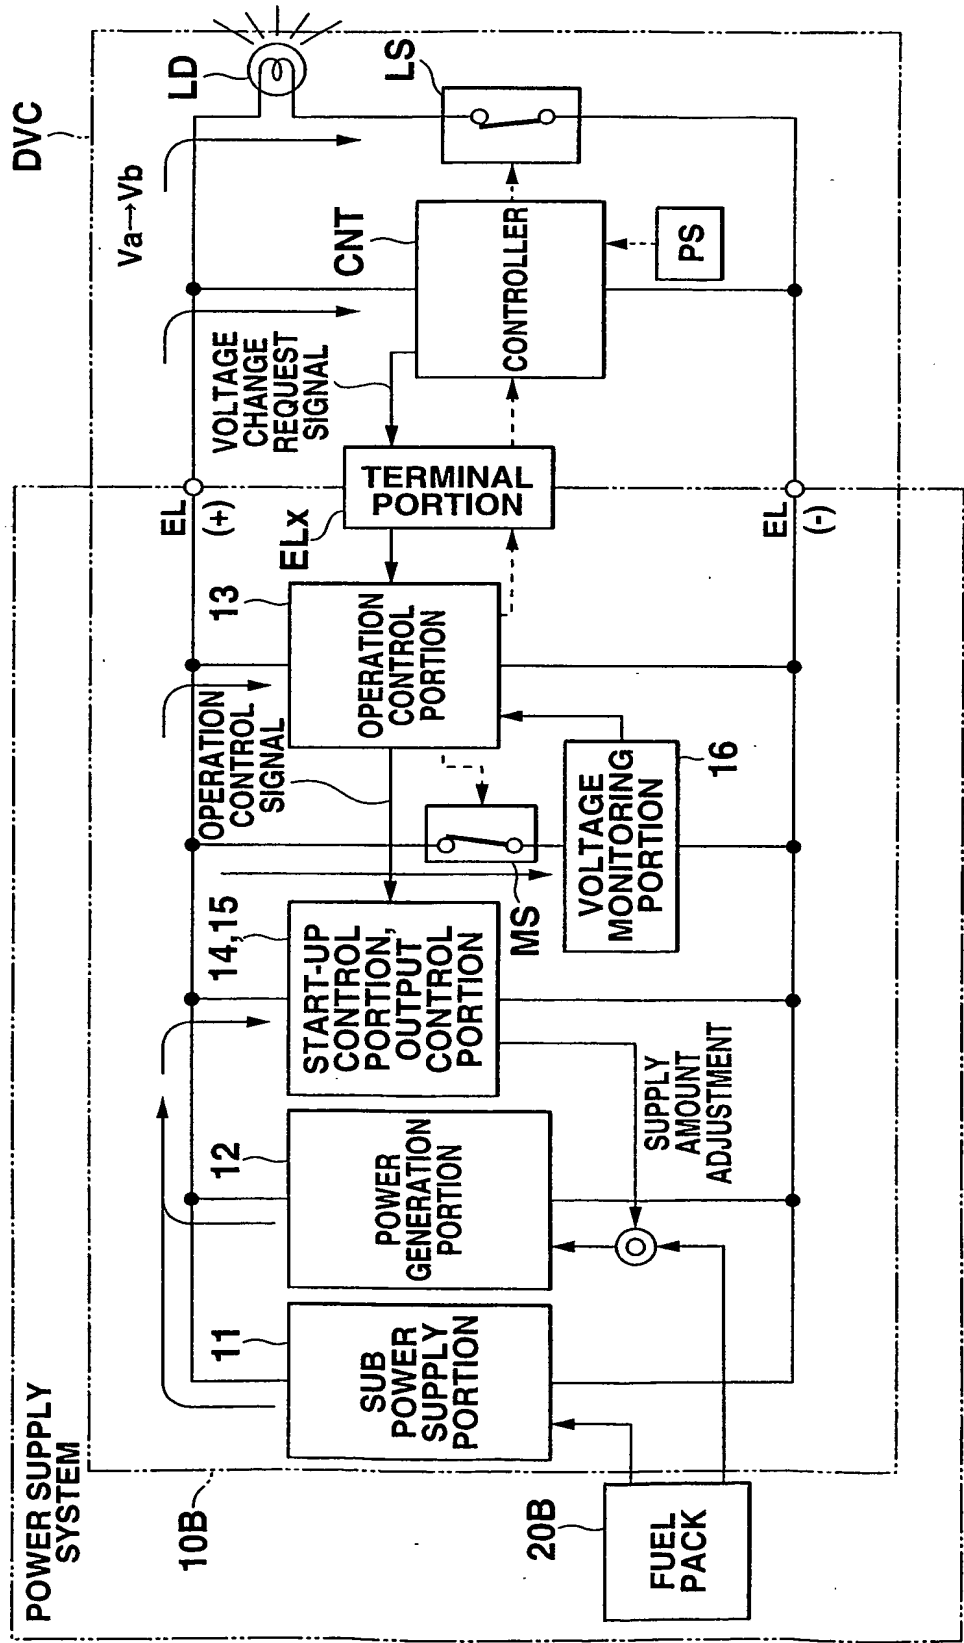 POWER SUPPLY
SYSTEM
DVC
10B
20B
FUEL
PACK
11
SUB
POWER
SUPPLY
PORTION
12
POWER
GENERATION
PORTION
SUPPLY
AMOUNT
ADJUSTMENT
14,15
START-UP
CONTROL
PORTION,
OUTPUT
CONTROL
PORTION
OPERATION
CONTROL
SIGNAL
MS
VOLTAGE
MONITORING
PORTION
16
13
OPERATION
CONTROL
PORTION
EL
(+)
ELx
TERMINAL
PORTION
EL
(-)
VOLTAGE
CHANGE
REQUEST
SIGNAL
Va→Vb
CNT
CONTROLLER
PS
LD
LS